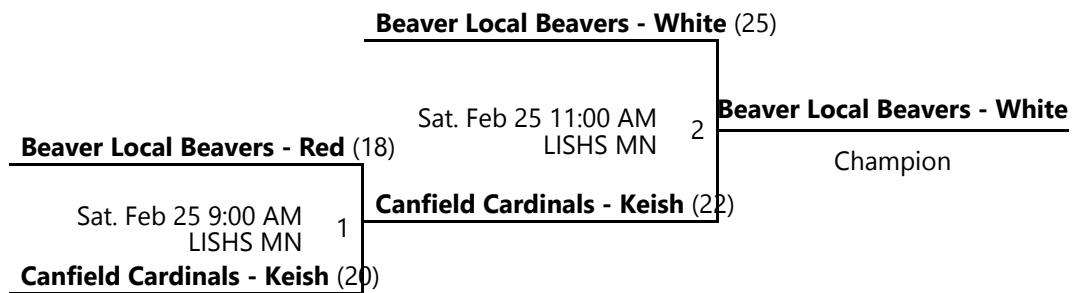 Beaver Local Beavers - White (25)
Sat. Feb 25 11:00 AM
LISHS MN
2
Beaver Local Beavers - White
Champion
Beaver Local Beavers - Red (18)
Sat. Feb 25 9:00 AM
LISHS MN
1
Canfield Cardinals - Keish (22)
Canfield Cardinals - Keish (20)